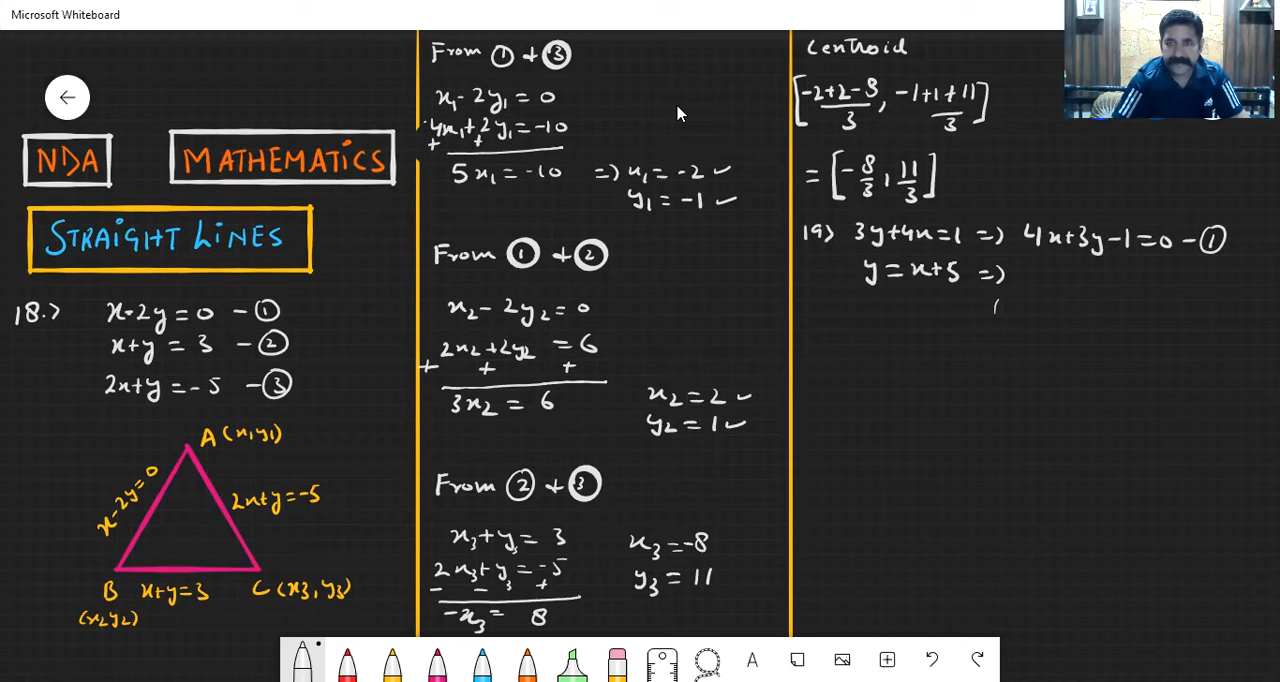 Microsoft Whiteboard
NDA MATHEMATICS
STRAIGHT LINES
18.> x-2y = 0 - ①
x+y = 3 - ②
2x+y = -5 - ③
A (x1y1)
x-2y=0
2x+y=-5
B x+y=3 C (x3, y3)
(x2y2)
From ① + ③
x1-2y1 = 0
4x1+2y1=-10
+ +
5x1 = -10 => x1 = -2 ✓
y1 = -1 ✓
From ① + ②
x2 - 2y2 = 0
2x2 + 2y2 = 6
+ + +
3x2 = 6
x2 = 2 ✓
y2 = 1 ✓
From ② + ③
x3+y3 = 3
2x3+y3 = -5
- - +
-x3 = 8
x3 = -8
y3 = 11
Centroid
[(-2+2-8)/3, (-1+1+11)/3]
= [-8/3, 11/3]
19> 3y+4x=1 => 4x+3y-1=0 - ①
y = x+5 =>
A